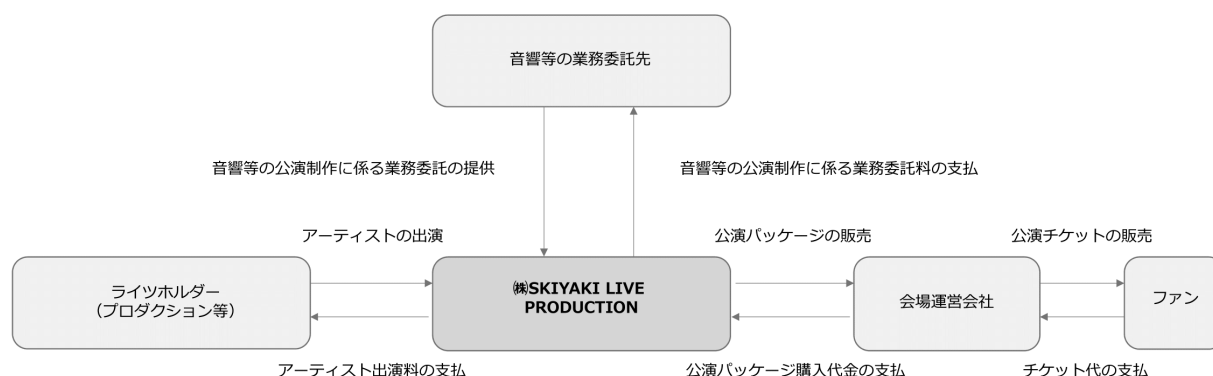 音響等の業務委託先
音響等の公演制作に係る業務委託の提供
音響等の公演制作に係る業務委託料の支払
アーティストの出演
公演パッケージの販売
公演チケットの販売
ライツホルダー
（プロダクション等）
㈱SKIYAKI LIVE
PRODUCTION
会場運営会社
ファン
アーティスト出演料の支払
公演パッケージ購入代金の支払
チケット代の支払